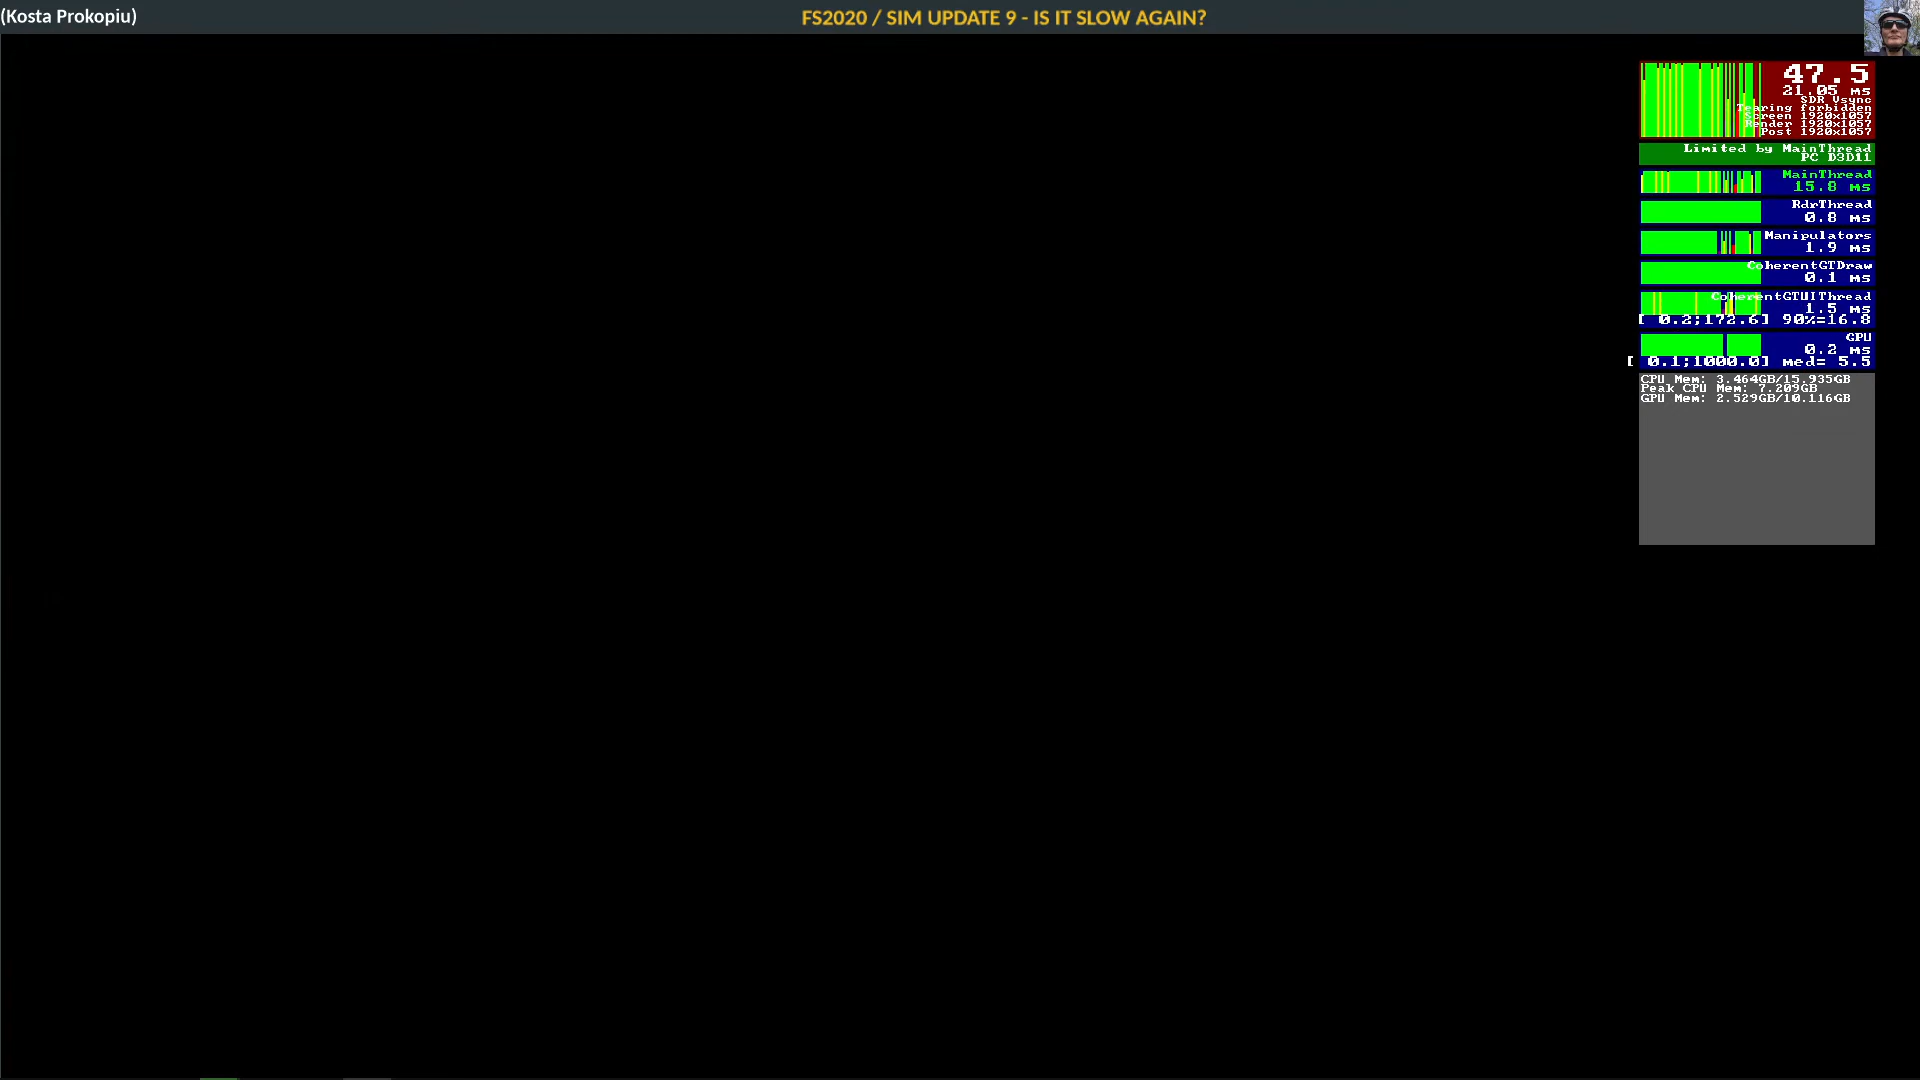 (Kosta Prokopiu)
FS2020 / SIM UPDATE 9 - IS IT SLOW AGAIN?
47.5
21.05 ms
SDR Vsync
Tearing forbidden
Screen 1920x1057
Render 1920x1057
Post 1920x1057
Limited by MainThread
PC D3D11
MainThread
15.8 ms
RdrThread
0.8 ms
Manipulators
1.9 ms
CoherentGTDraw
0.1 ms
CoherentGTUIThread
1.5 ms
[ 0.2;172.6] 90%=16.8
GPU
0.2 ms
[ 0.1;1000.0] med= 5.5
CPU Mem: 3.464GB/15.935GB
Peak CPU Mem: 7.209GB
GPU Mem: 2.529GB/10.116GB